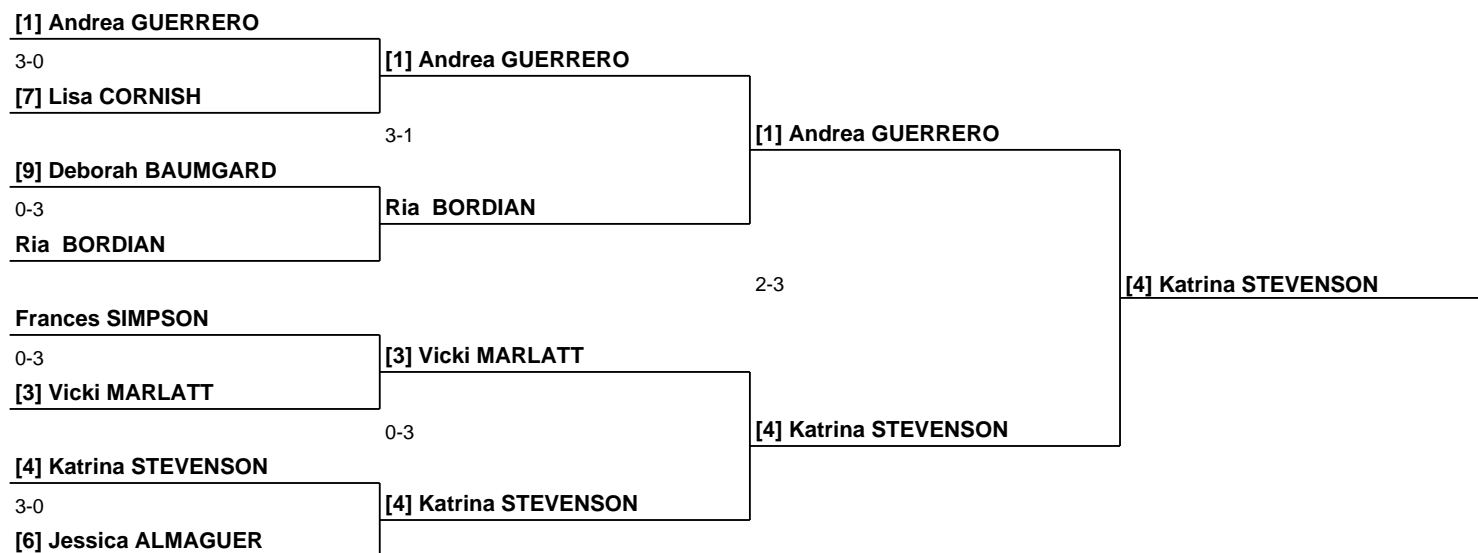 [1] Andrea GUERRERO
3-0
[1] Andrea GUERRERO
[7] Lisa CORNISH
3-1
[1] Andrea GUERRERO
[9] Deborah BAUMGARD
0-3
Ria  BORDIAN
Ria  BORDIAN
2-3
[4] Katrina STEVENSON
Frances SIMPSON
0-3
[3] Vicki MARLATT
[3] Vicki MARLATT
0-3
[4] Katrina STEVENSON
[4] Katrina STEVENSON
3-0
[4] Katrina STEVENSON
[6] Jessica ALMAGUER